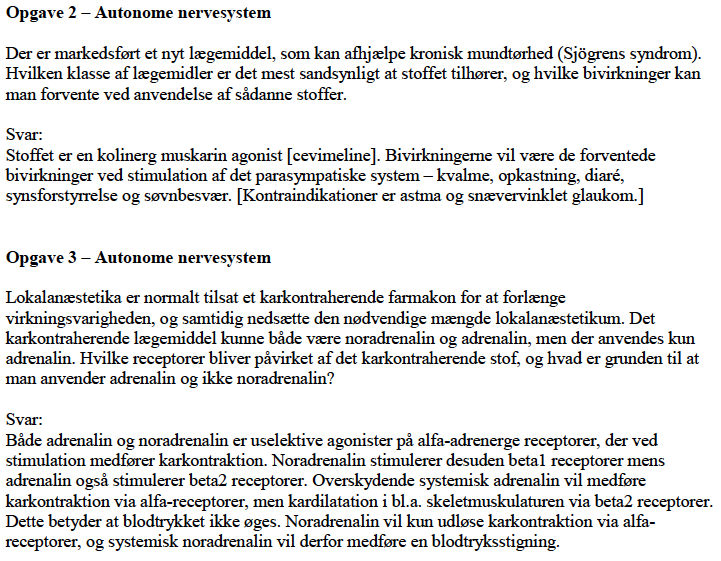 Opgave 2 – Autonome nervesystem
Der er markedsført et nyt lægemiddel, som kan afhjælpe kronisk mundtørhed (Sjögrens syndrom).
Hvilken klasse af lægemidler er det mest sandsynligt at stoffet tilhører, og hvilke bivirkninger kan
man forvente ved anvendelse af sådanne stoffer.
Svar:
Stoffet er en kolinerg muskarin agonist [cevimeline]. Bivirkningerne vil være de forventede
bivirkninger ved stimulation af det parasympatiske system – kvalme, opkastning, diaré,
synsforstyrrelse og søvnbesvær. [Kontraindikationer er astma og snævervinklet glaukom.]
Opgave 3 – Autonome nervesystem
Lokalanæstetika er normalt tilsat et karkontraherende farmakon for at forlænge
virkningsvarigheden, og samtidig nedsætte den nødvendige mængde lokalanæstetikum. Det
karkontraherende lægemiddel kunne både være noradrenalin og adrenalin, men der anvendes kun
adrenalin. Hvilke receptorer bliver påvirket af det karkontraherende stof, og hvad er grunden til at
man anvender adrenalin og ikke noradrenalin?
Svar:
Både adrenalin og noradrenalin er uselektive agonister på alfa-adrenerge receptorer, der ved
stimulation medfører karkontraktion. Noradrenalin stimulerer desuden beta1 receptorer mens
adrenalin også stimulerer beta2 receptorer. Overskydende systemisk adrenalin vil medføre
karkontraktion via alfa-receptorer, men kardilatation i bl.a. skeletmuskulaturen via beta2 receptorer.
Dette betyder at blodtrykket ikke øges. Noradrenalin vil kun udløse karkontraktion via alfa-
receptorer, og systemisk noradrenalin vil derfor medføre en blodtryksstigning.